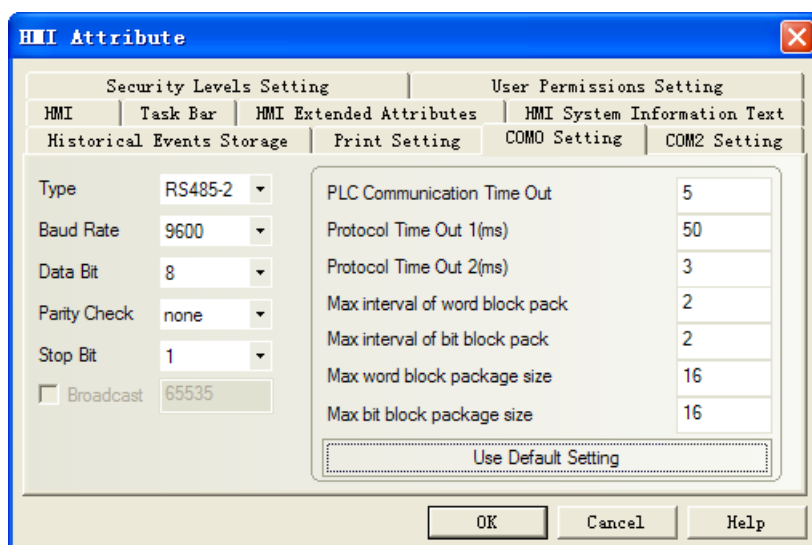 HMI Attribute
Security Levels Setting User Permissions Setting
HMI Task Bar HMI Extended Attributes HMI System Information Text
Historical Events Storage Print Setting COM0 Setting COM2 Setting
Type RS485-2 PLC Communication Time Out 5
Baud Rate 9600 Protocol Time Out 1(ms) 50
Data Bit 8 Protocol Time Out 2(ms) 3
Parity Check none Max interval of word block pack 2
Stop Bit 1 Max interval of bit block pack 2
Broadcast 65535 Max word block package size 16
Max bit block package size 16
Use Default Setting
OK Cancel Help